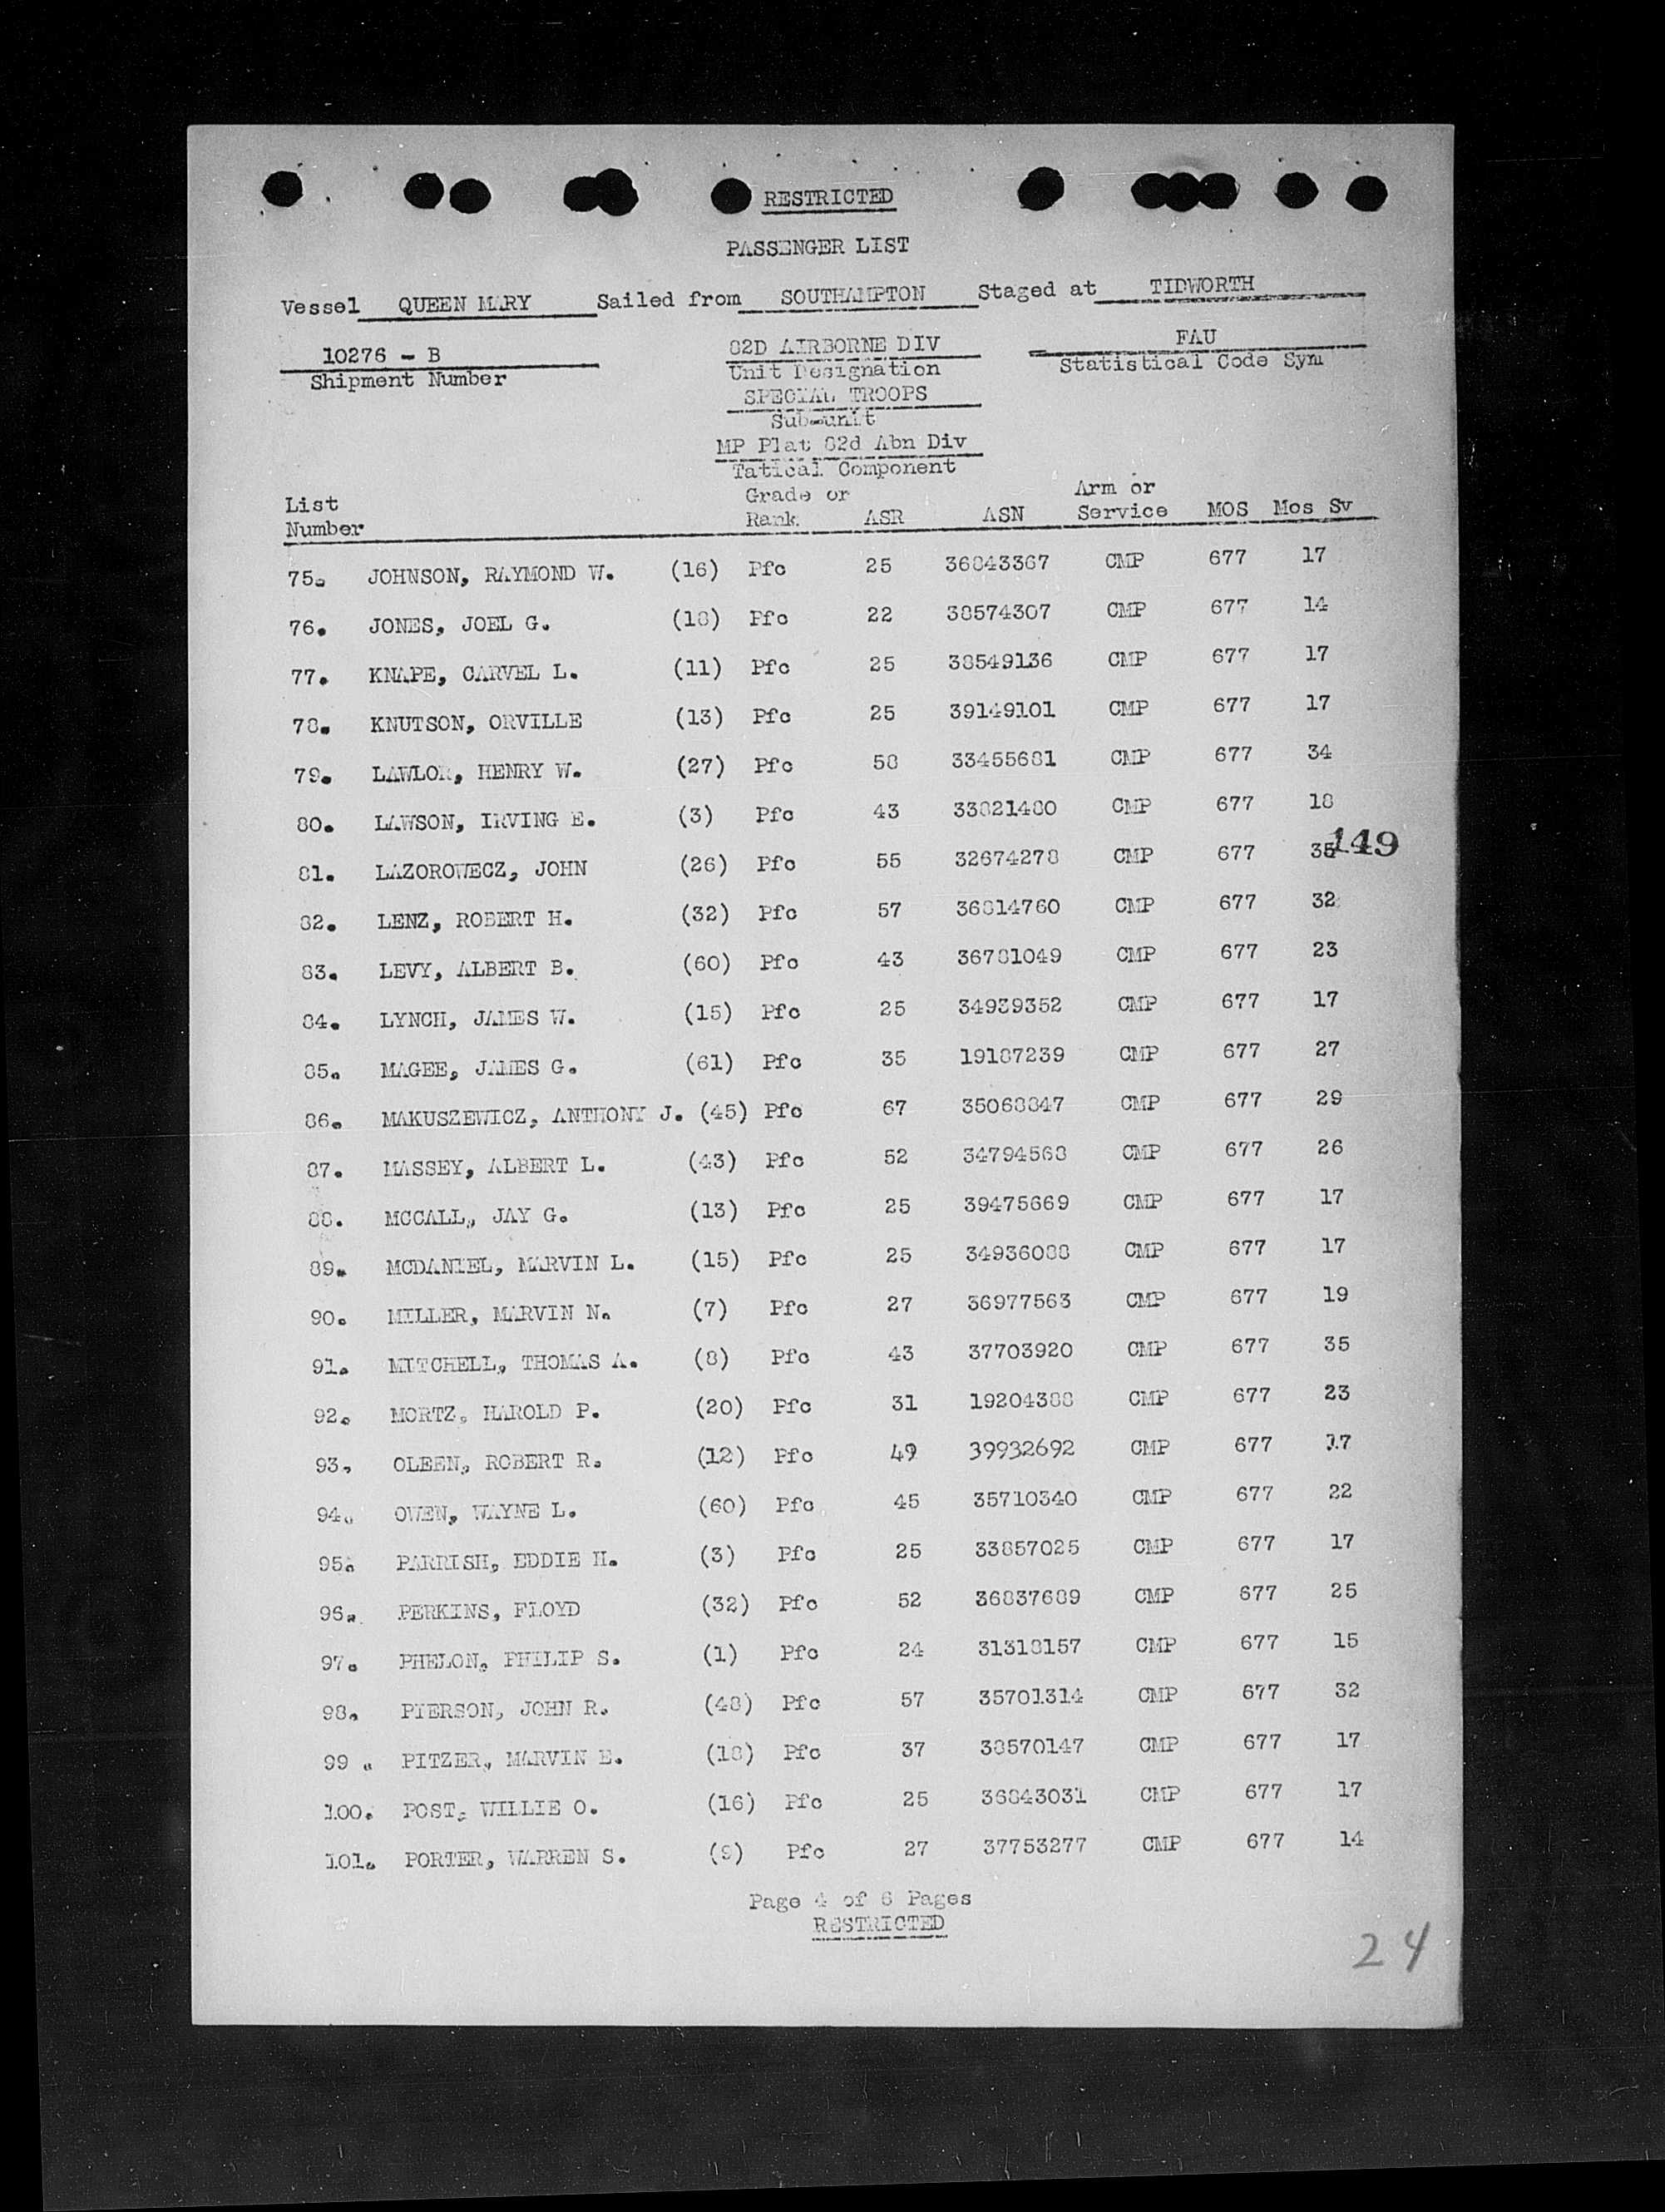 RESTRICTED
PASSENGER LIST
Vessel QUEEN MARY Sailed from SOUTHAMPTON Staged at TIDWORTH
10276 - B 82D AIRBORNE DIV FAU
Shipment Number Unit Designation Statistical Code Sym
SPECIAL TROOPS
Sub-unit
MP Plat 82d Abn Div
Tatical Component
List Number Grade or Rank ASR ASN Arm or Service MOS Mos Sv
75. JOHNSON, RAYMOND W. (16) Pfc 25 36843367 CMP 677 17
76. JONES, JOEL G. (18) Pfc 22 38574307 CMP 677 14
77. KNAPE, CARVEL L. (11) Pfc 25 38549136 CMP 677 17
78. KNUTSON, ORVILLE (13) Pfc 25 39149101 CMP 677 17
79. LAWLOR, HENRY W. (27) Pfc 58 33455681 CMP 677 34
80. LAWSON, IRVING E. (3) Pfc 43 33821480 CMP 677 18
149
81. LAZOROWECZ, JOHN (26) Pfc 55 32674278 CMP 677 35
82. LENZ, ROBERT H. (32) Pfc 57 36814760 CMP 677 32
83. LEVY, ALBERT B. (60) Pfc 43 36781049 CMP 677 23
84. LYNCH, JAMES W. (15) Pfc 25 34939352 CMP 677 17
85. MAGEE, JAMES G. (61) Pfc 35 19187239 CMP 677 27
86. MAKUSZEWICZ, ANTHONY J. (45) Pfc 67 35068847 CMP 677 29
87. MASSEY, ALBERT L. (43) Pfc 52 34794568 CMP 677 26
88. MCCALL, JAY G. (13) Pfc 25 39475669 CMP 677 17
89. MCDANIEL, MARVIN L. (15) Pfc 25 34936088 CMP 677 17
90. MILLER, MARVIN N. (7) Pfc 27 36977563 CMP 677 19
91. MITCHELL, THOMAS A. (8) Pfc 43 37703920 CMP 677 35
92. MORTZ, HAROLD P. (20) Pfc 31 19204388 CMP 677 23
93. OLEEN, ROBERT R. (12) Pfc 49 39932692 CMP 677 17
94. OWEN, WAYNE L. (60) Pfc 45 35710340 CMP 677 22
95. PARRISH, EDDIE H. (3) Pfc 25 33857025 CMP 677 17
96. PERKINS, FLOYD (32) Pfc 52 36837689 CMP 677 25
97. PHELON, PHILIP S. (1) Pfc 24 31318157 CMP 677 15
98. PIERSON, JOHN R. (48) Pfc 57 35701314 CMP 677 32
99. PITZER, MARVIN E. (18) Pfc 37 38570147 CMP 677 17
100. POST, WILLIE O. (16) Pfc 25 36843031 CMP 677 17
101. PORTER, WARREN S. (9) Pfc 27 37753277 CMP 677 14
Page 4 of 6 Pages
RESTRICTED
24